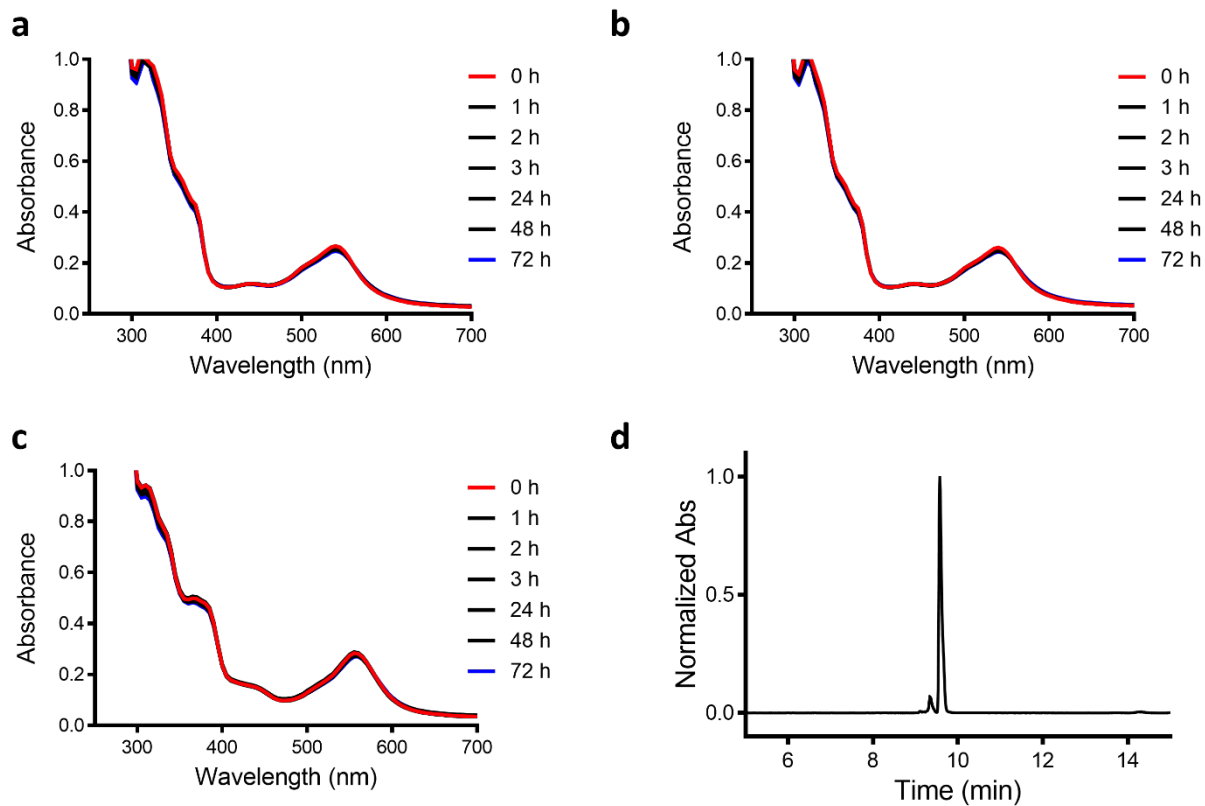 a
1.0
0.8
0.6
0.4
0.2
0.0
Absorbance
300 400 500 600 700
Wavelength (nm)
0 h
1 h
2 h
3 h
24 h
48 h
72 h
b
1.0
0.8
0.6
0.4
0.2
0.0
Absorbance
300 400 500 600 700
Wavelength (nm)
0 h
1 h
2 h
3 h
24 h
48 h
72 h
c
1.0
0.8
0.6
0.4
0.2
0.0
Absorbance
300 400 500 600 700
Wavelength (nm)
0 h
1 h
2 h
3 h
24 h
48 h
72 h
d
1.0
0.5
0.0
Normalized Abs
6 8 10 12 14
Time (min)